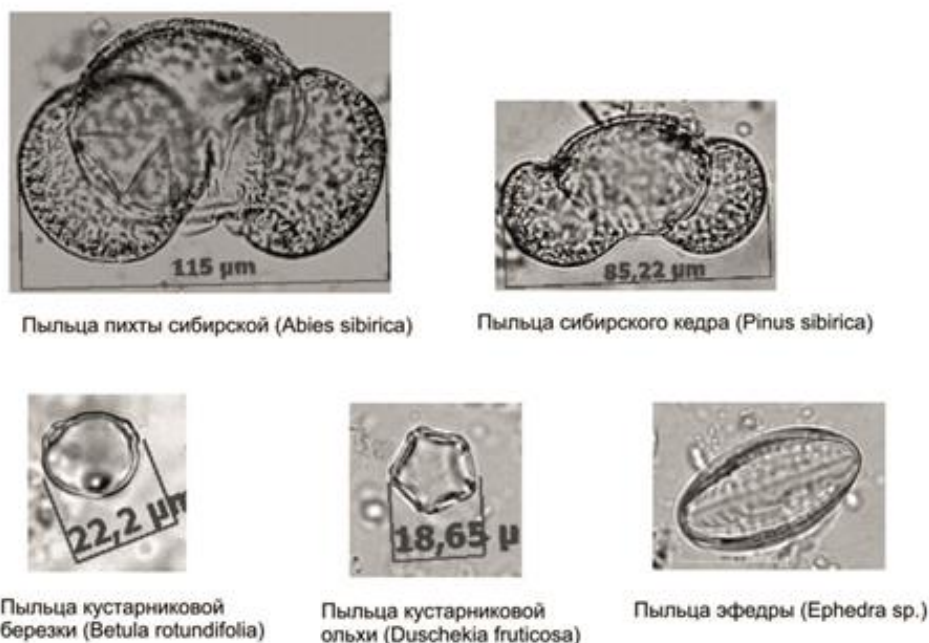 115 µm
85,22 µm
Пыльца пихты сибирской (Abies sibirica)
Пыльца сибирского кедра (Pinus sibirica)
22,2 µm
18,65 µ
Пыльца кустарниковой
березки (Betula rotundifolia)
Пыльца кустарниковой
ольхи (Duschekia fruticosa)
Пыльца эфедры (Ephedra sp.)